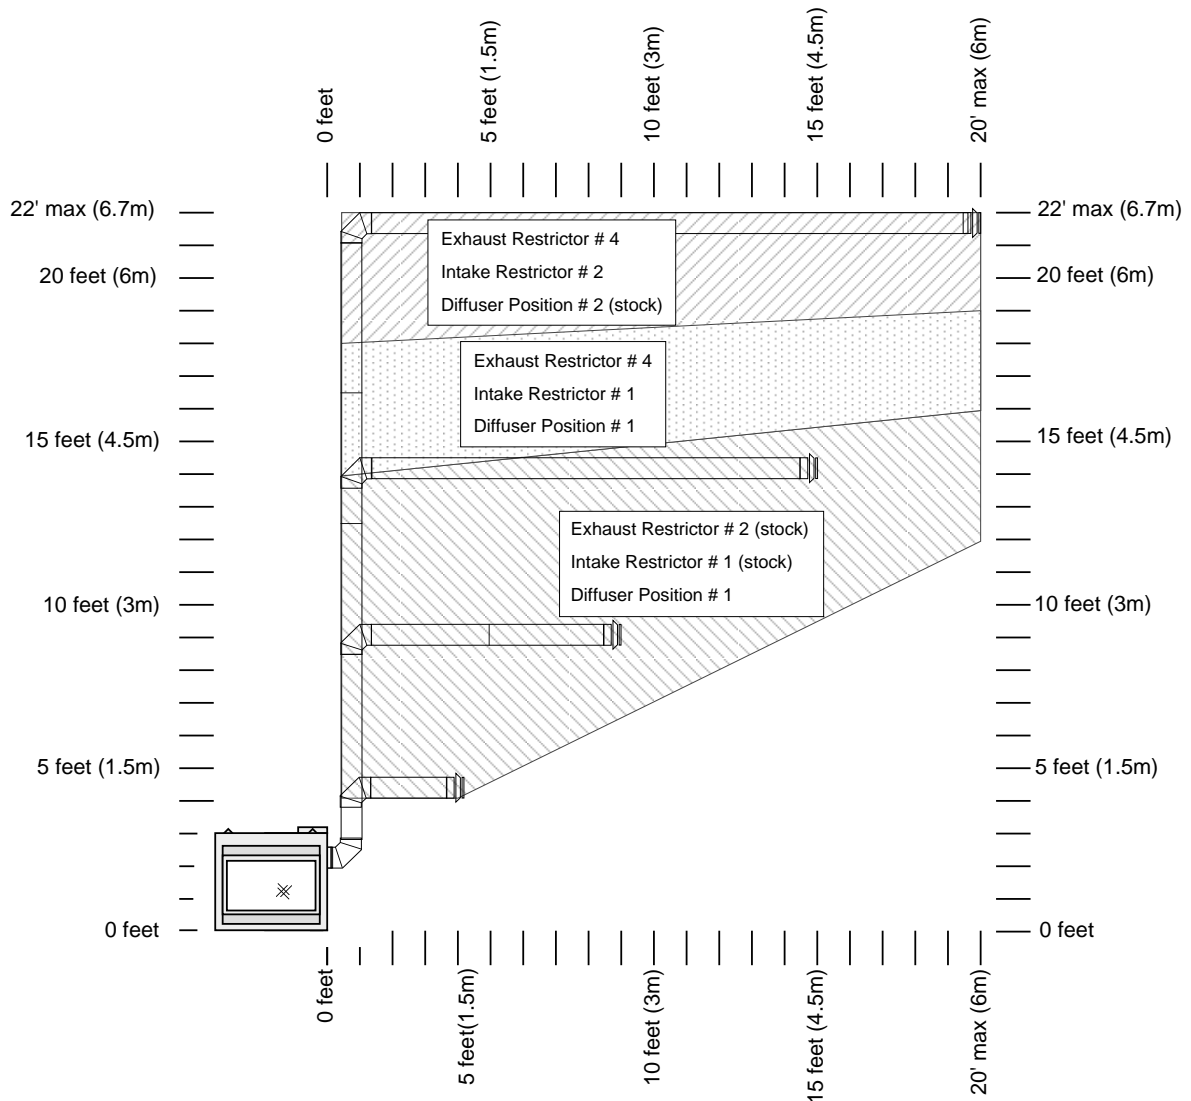 0 feet
5 feet (1.5m)
10 feet (3m)
15 feet (4.5m)
20' max (6m)
22' max (6.7m)
20 feet (6m)
15 feet (4.5m)
10 feet (3m)
5 feet (1.5m)
0 feet
Exhaust Restrictor # 4
Intake Restrictor # 2
Diffuser Position # 2 (stock)
Exhaust Restrictor # 4
Intake Restrictor # 1
Diffuser Position # 1
Exhaust Restrictor # 2 (stock)
Intake Restrictor # 1 (stock)
Diffuser Position # 1
22' max (6.7m)
20 feet (6m)
15 feet (4.5m)
10 feet (3m)
5 feet (1.5m)
0 feet
0 feet
5 feet(1.5m)
10 feet (3m)
15 feet (4.5m)
20' max (6m)